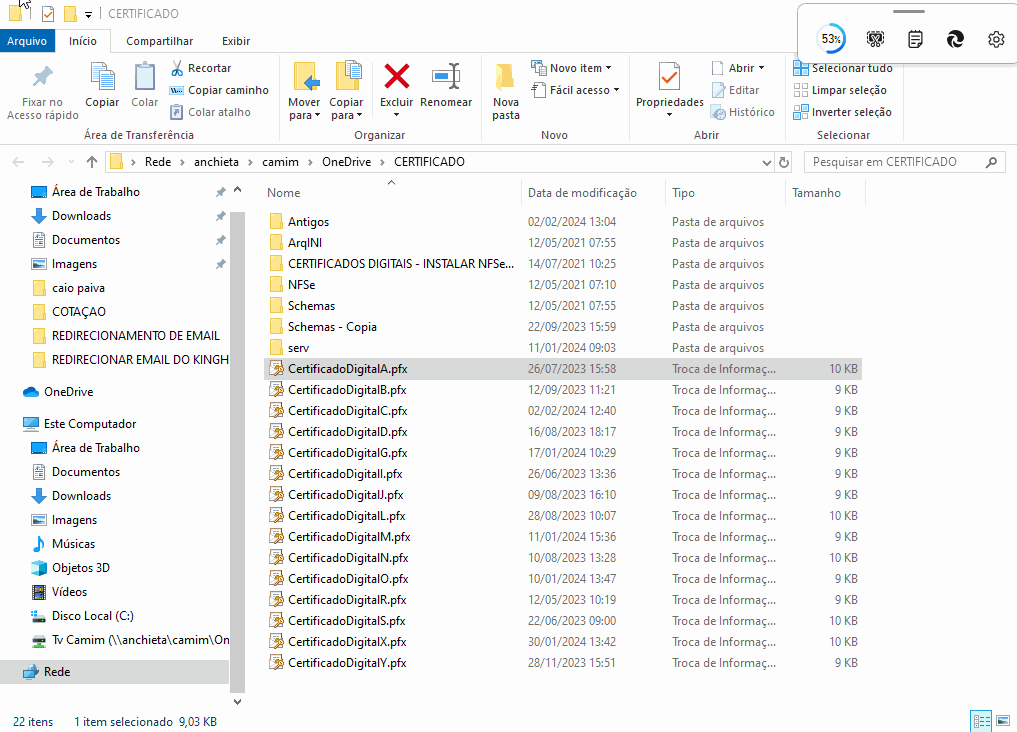 CERTIFICADO
53%
Arquivo Início Compartilhar Exibir
Fixar no Acesso rápido
Copiar
Colar
Recortar
Copiar caminho
Colar atalho
Área de Transferência
Mover para
Copiar para
Excluir
Renomear
Organizar
Nova pasta
Novo item
Fácil acesso
Novo
Propriedades
Abrir
Editar
Histórico
Abrir
Selecionar tudo
Limpar seleção
Inverter seleção
Selecionar
Rede > anchieta > camim > OneDrive > CERTIFICADO
Pesquisar em CERTIFICADO
Área de Trabalho
Downloads
Documentos
Imagens
caio paiva
COTAÇAO
REDIRECIONAMENTO DE EMAIL
REDIRECIONAR EMAIL DO KINGH
OneDrive
Este Computador
Área de Trabalho
Documentos
Downloads
Imagens
Músicas
Objetos 3D
Vídeos
Disco Local (C:)
Tv Camim (\\anchieta\camim\On
Rede
Nome Data de modificação Tipo Tamanho
Antigos 02/02/2024 13:04 Pasta de arquivos
ArqINI 12/05/2021 07:55 Pasta de arquivos
CERTIFICADOS DIGITAIS - INSTALAR NFSe... 14/07/2021 10:25 Pasta de arquivos
NFSe 12/05/2021 07:10 Pasta de arquivos
Schemas 12/05/2021 07:55 Pasta de arquivos
Schemas - Copia 22/09/2023 15:59 Pasta de arquivos
serv 11/01/2024 09:03 Pasta de arquivos
CertificadoDigitalA.pfx 26/07/2023 15:58 Troca de Informaç... 10 KB
CertificadoDigitalB.pfx 12/09/2023 11:21 Troca de Informaç... 9 KB
CertificadoDigitalC.pfx 02/02/2024 12:40 Troca de Informaç... 9 KB
CertificadoDigitalD.pfx 16/08/2023 18:17 Troca de Informaç... 9 KB
CertificadoDigitalG.pfx 17/01/2024 10:29 Troca de Informaç... 9 KB
CertificadoDigitalI.pfx 26/06/2023 13:36 Troca de Informaç... 9 KB
CertificadoDigitalJ.pfx 09/08/2023 16:10 Troca de Informaç... 9 KB
CertificadoDigitalL.pfx 28/08/2023 10:07 Troca de Informaç... 10 KB
CertificadoDigitalM.pfx 11/01/2024 15:36 Troca de Informaç... 9 KB
CertificadoDigitalN.pfx 10/08/2023 13:28 Troca de Informaç... 10 KB
CertificadoDigitalO.pfx 10/01/2024 13:47 Troca de Informaç... 9 KB
CertificadoDigitalR.pfx 12/05/2023 10:19 Troca de Informaç... 9 KB
CertificadoDigitalS.pfx 22/06/2023 09:00 Troca de Informaç... 10 KB
CertificadoDigitalX.pfx 30/01/2024 13:42 Troca de Informaç... 10 KB
CertificadoDigitalY.pfx 28/11/2023 15:51 Troca de Informaç... 9 KB
22 itens 1 item selecionado 9,03 KB